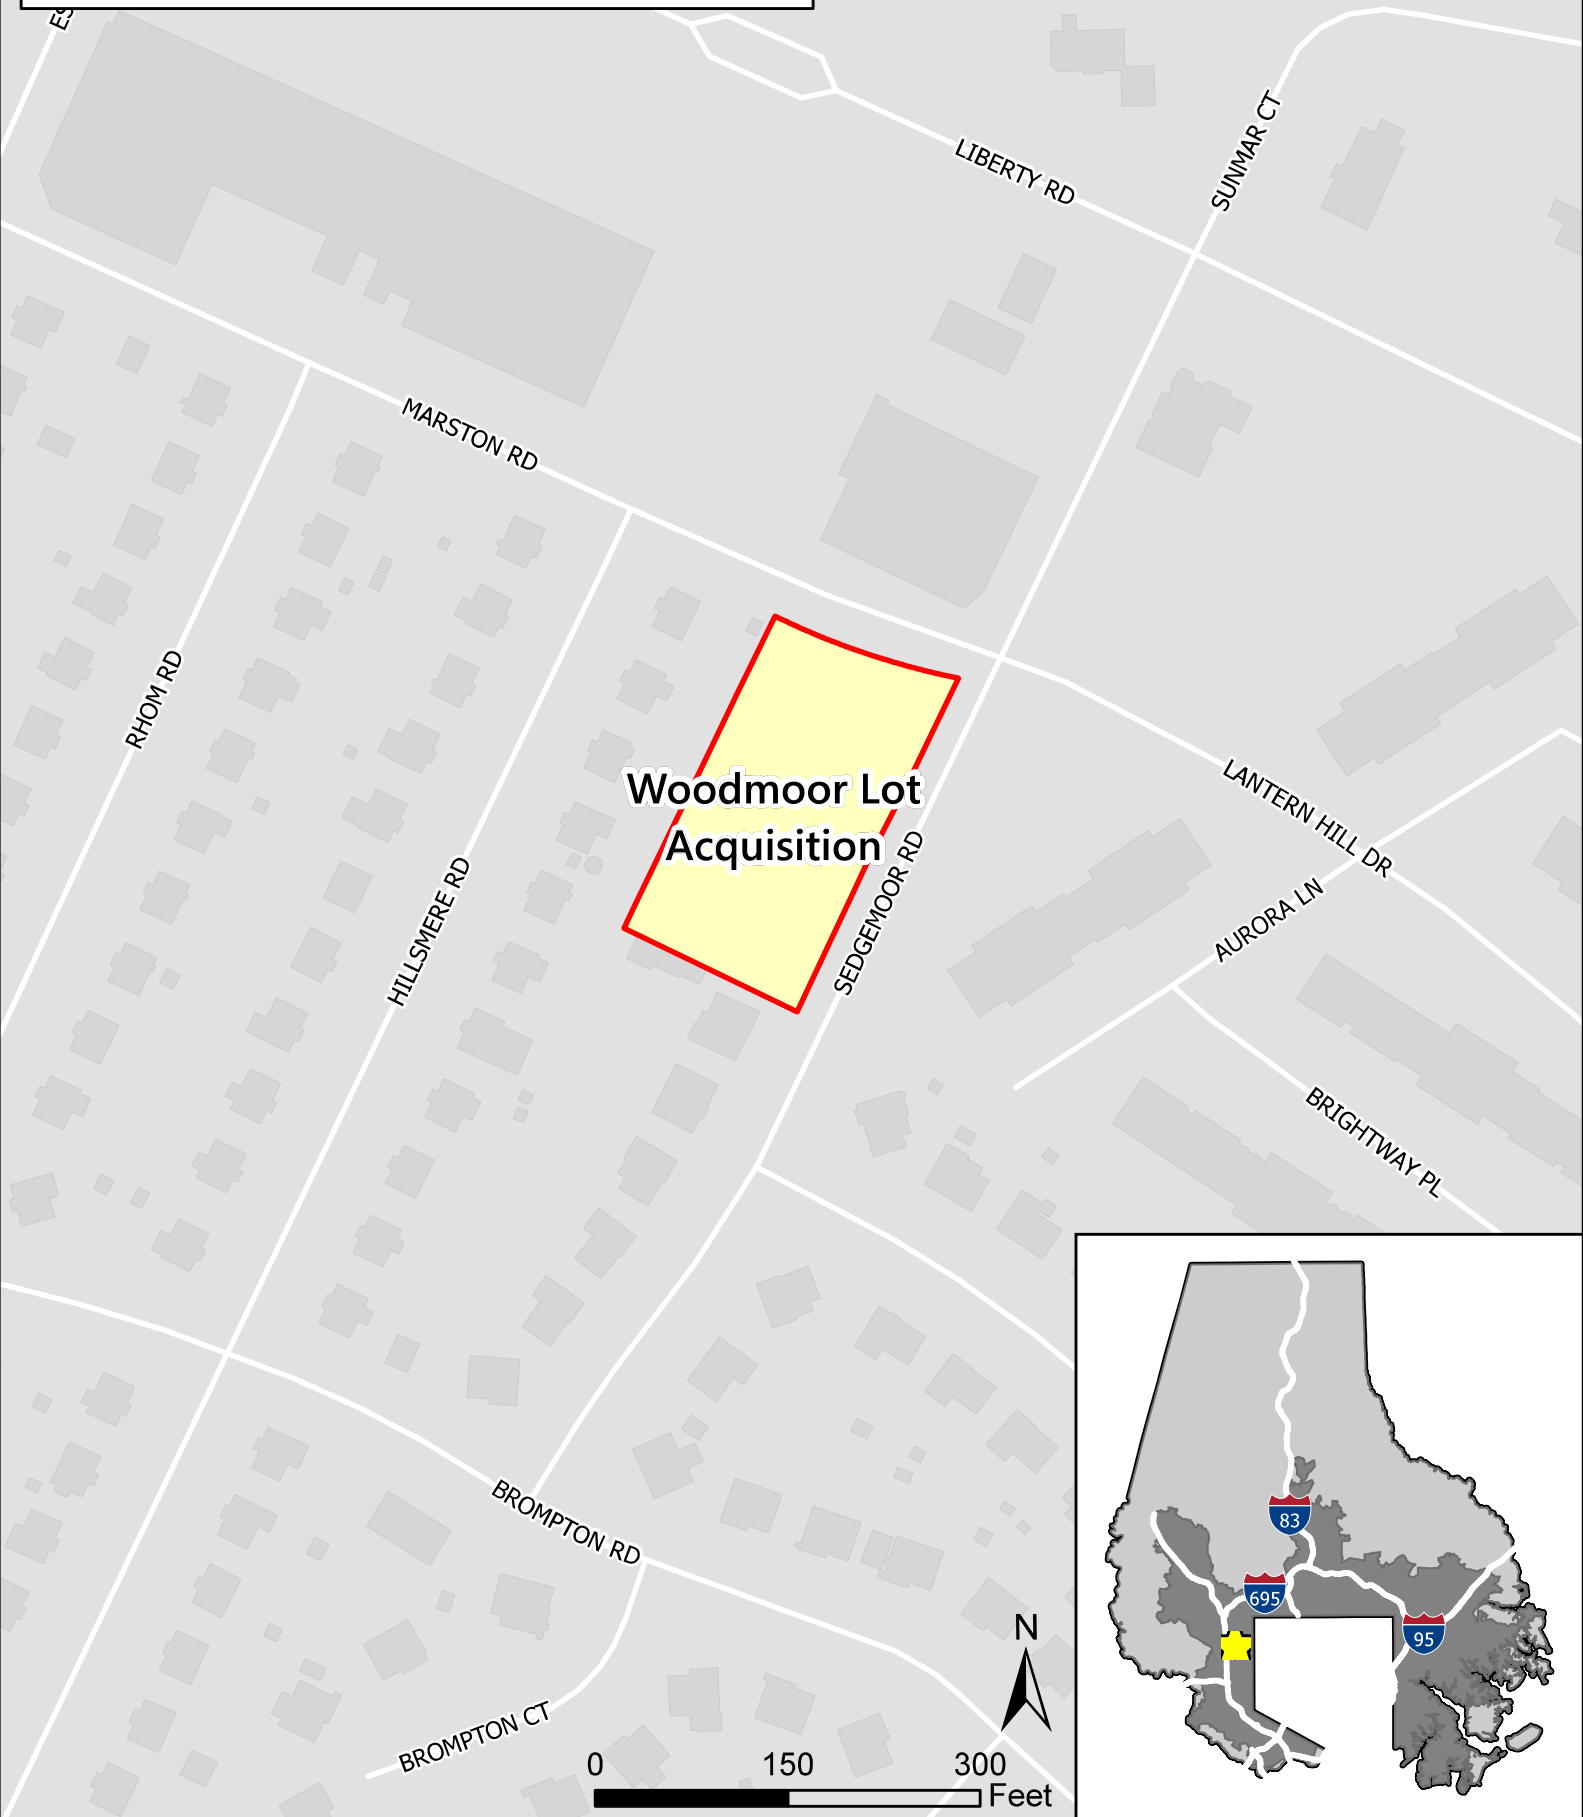 LIBERTY RD
SUNMAR CT
MARSTON RD
RHOM RD
Woodmoor Lot
Acquisition
LANTERN HILL DR
SEDGEMOOR RD
HILLSMERE RD
AURORA LN
BRIGHTWAY PL
BROMPTON RD
83
695
95
N
BROMPTON CT
0 150 300
Feet